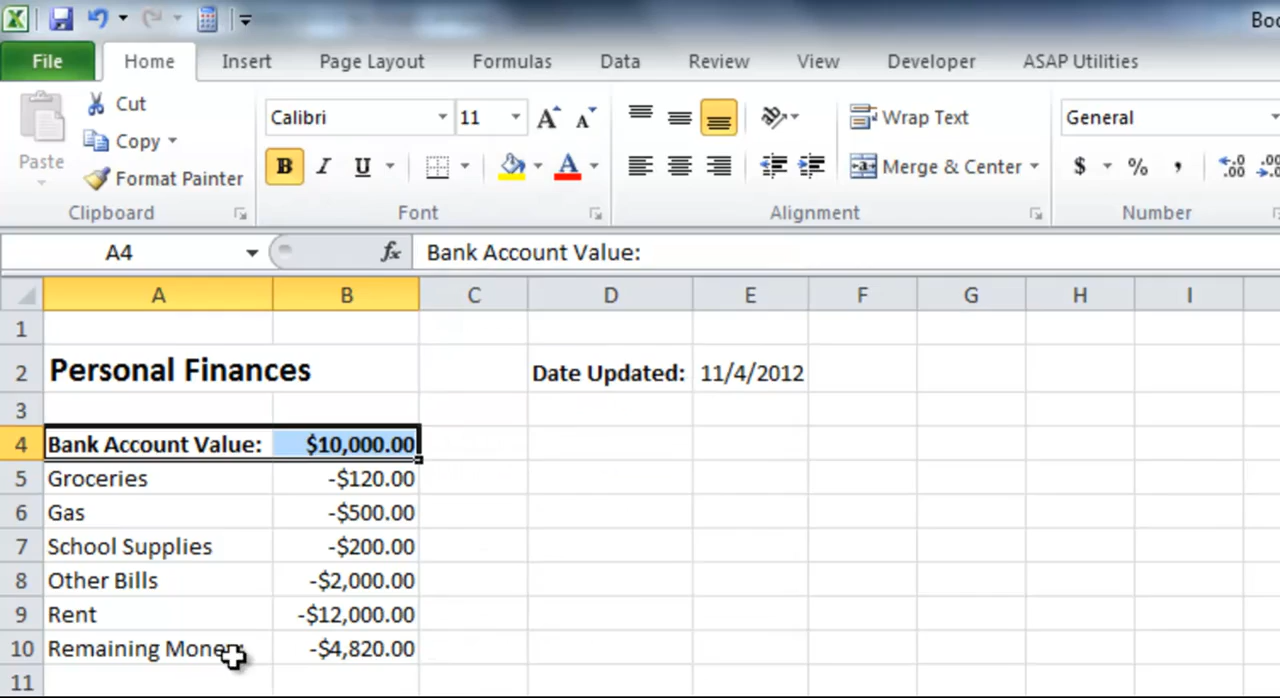 Boo
File Home Insert Page Layout Formulas Data Review View Developer ASAP Utilities
Paste
Cut
Copy
Format Painter
Clipboard
Calibri 11 A A
B I U A
Font
Wrap Text
Merge & Center
Alignment
General
$ % , .0 .00 .00
Number
A4 fx Bank Account Value:
A B C D E F G H I
1
2 Personal Finances Date Updated: 11/4/2012
3
4 Bank Account Value: $10,000.00
5 Groceries -$120.00
6 Gas -$500.00
7 School Supplies -$200.00
8 Other Bills -$2,000.00
9 Rent -$12,000.00
10 Remaining Money -$4,820.00
11